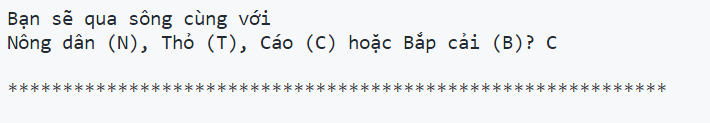 Bạn sẽ qua sông cùng với
Nông dân (N), Thỏ (T), Cáo (C) hoặc Bắp cải (B)? C
*************************************************************